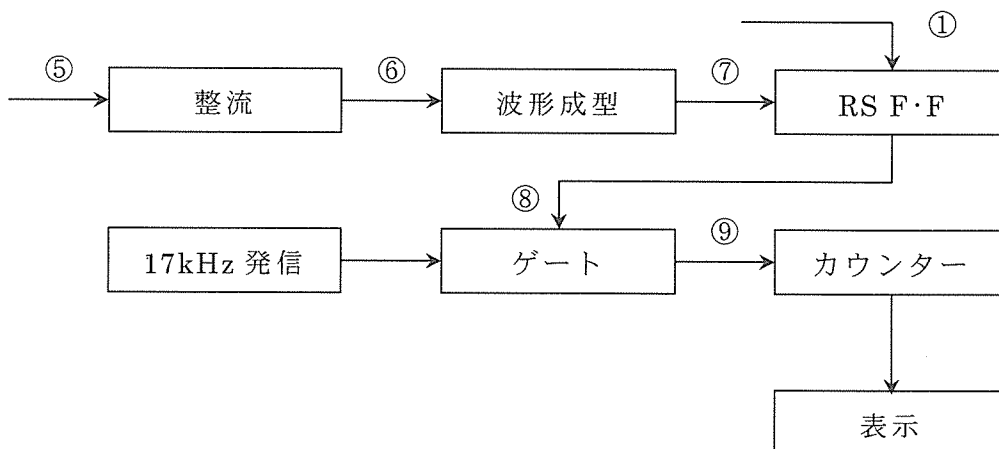 ①
⑤
⑥
⑦
整流
波形成型
RS F・F
⑧
⑨
17kHz 発信
ゲート
カウンター
表示